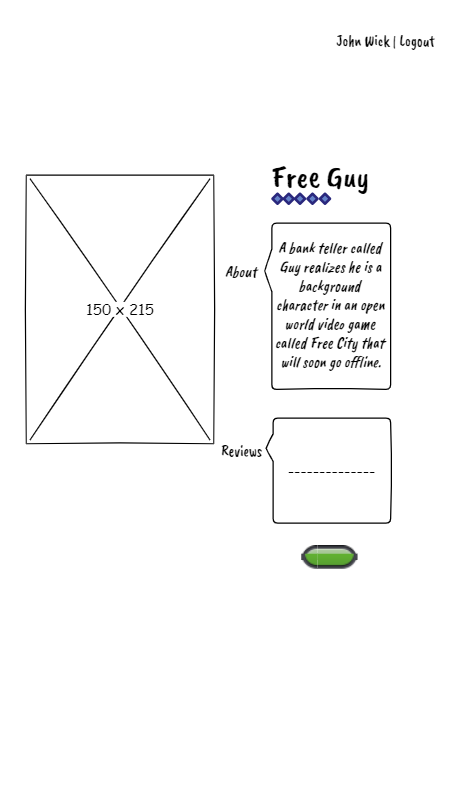 John Wick | Logout
Free Guy
150 x 215
About
A bank teller called
Guy realizes he is a
background
character in an open
world video game
called Free City that
will soon go offline.
Reviews
--------------